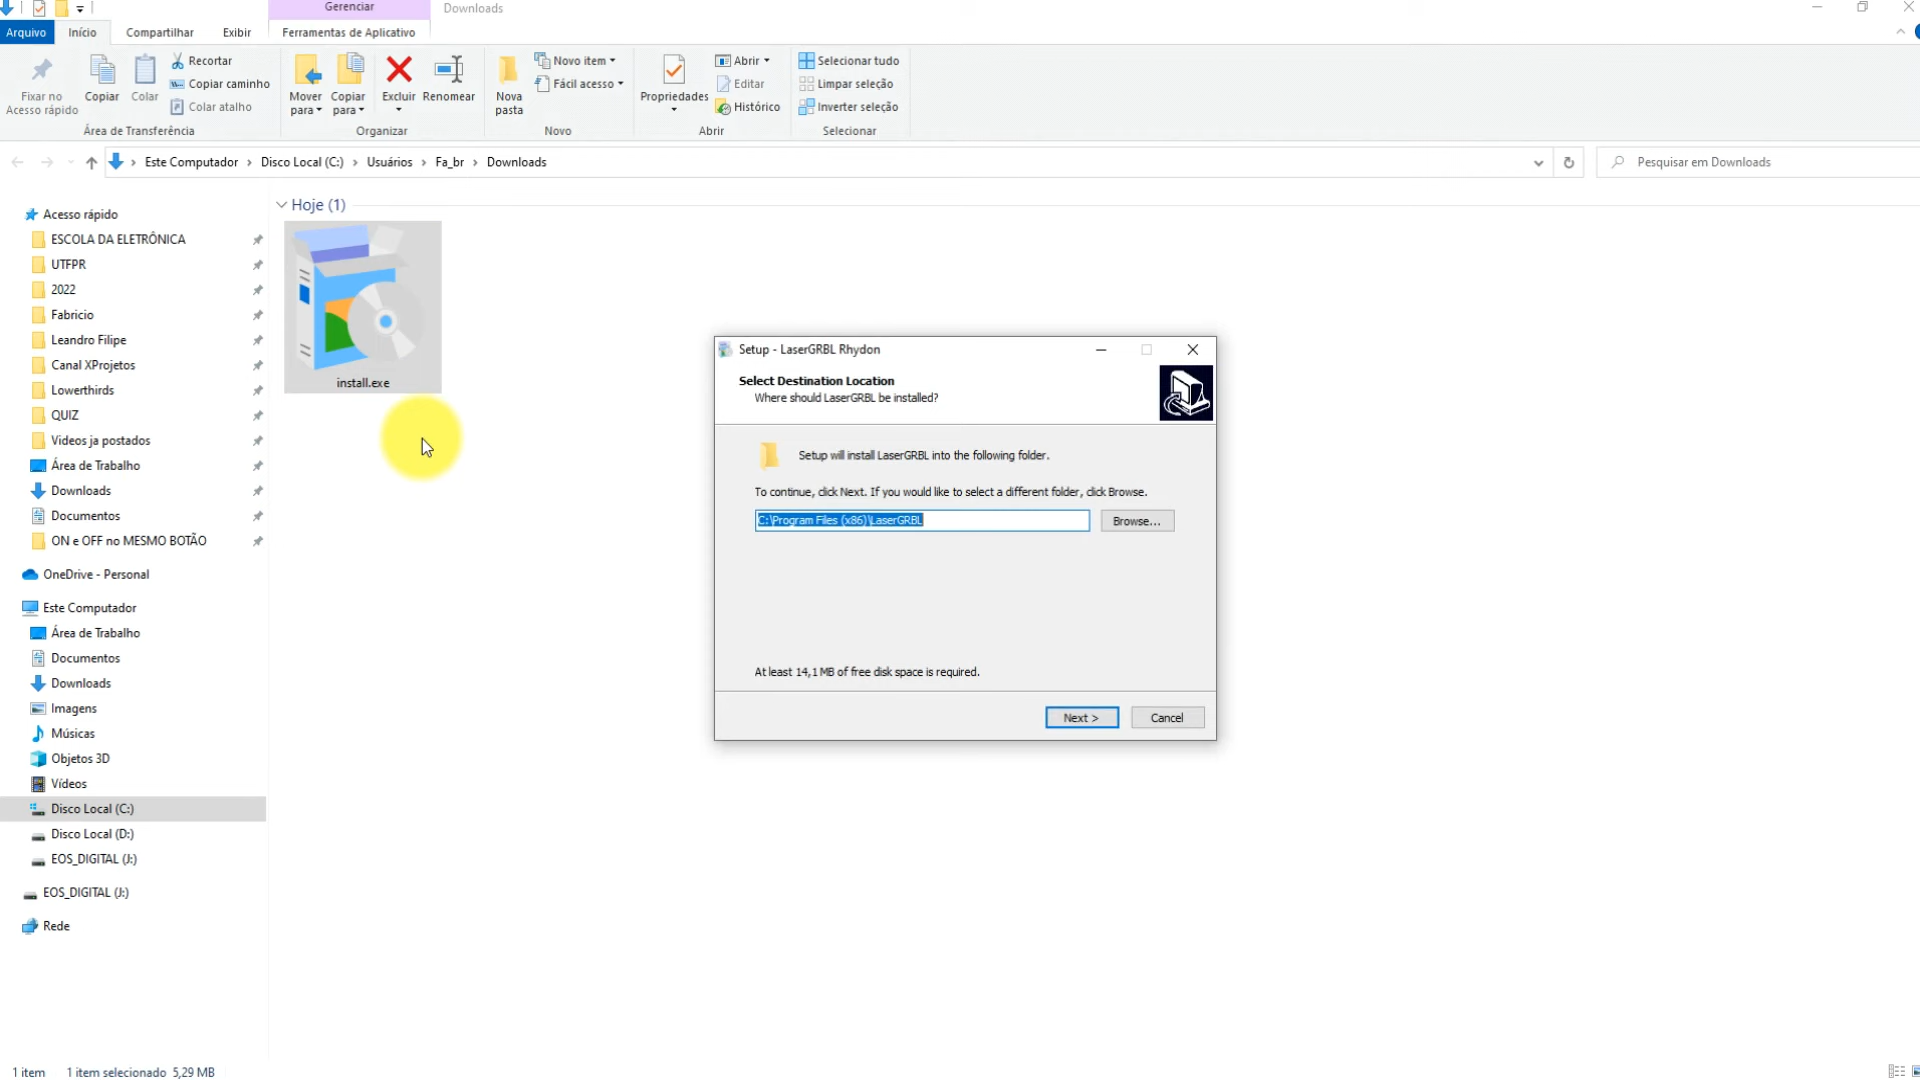 Gerenciar
Downloads
Arquivo
Início
Compartilhar
Exibir
Ferramentas de Aplicativo
Fixar no
Acesso rápido
Copiar
Colar
Recortar
Copiar caminho
Colar atalho
Área de Transferência
Mover
para
Copiar
para
Excluir
Renomear
Organizar
Nova
pasta
Novo item
Fácil acesso
Novo
Propriedades
Abrir
Editar
Histórico
Abrir
Selecionar tudo
Limpar seleção
Inverter seleção
Selecionar
Este Computador > Disco Local (C:) > Usuários > Fa_br > Downloads
Pesquisar em Downloads
Acesso rápido
ESCOLA DA ELETRÔNICA
UTFPR
2022
Fabricio
Leandro Filipe
Canal XProjetos
Lowerthirds
QUIZ
Videos ja postados
Área de Trabalho
Downloads
Documentos
ON e OFF no MESMO BOTÃO
OneDrive - Personal
Este Computador
Área de Trabalho
Documentos
Downloads
Imagens
Músicas
Objetos 3D
Vídeos
Disco Local (C:)
Disco Local (D:)
EOS_DIGITAL (J:)
EOS_DIGITAL (J:)
Rede
Hoje (1)
install.exe
Setup - LaserGRBL Rhydon
Select Destination Location
Where should LaserGRBL be installed?
Setup will install LaserGRBL into the following folder.
To continue, click Next. If you would like to select a different folder, click Browse.
C:\Program Files (x86)\LaserGRBL
Browse...
At least 14,1 MB of free disk space is required.
Next >
Cancel
1 item
1 item selecionado 5,29 MB